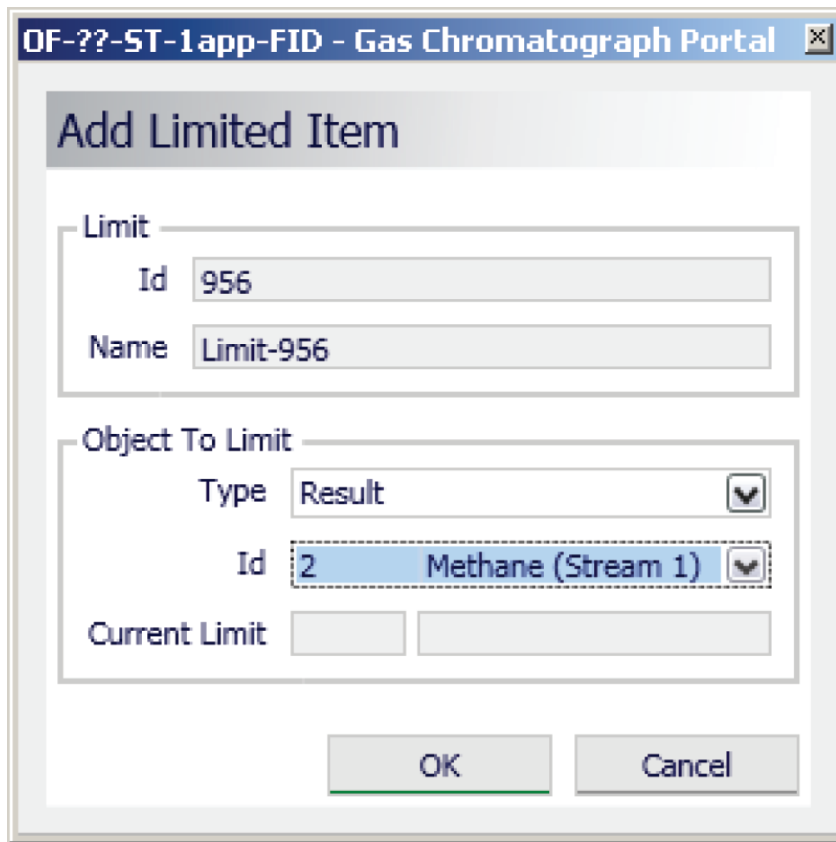 OF-??-ST-1app-FID - Gas Chromatograph Portal
Add Limited Item
Limit
Id 956
Name Limit-956
Object To Limit
Type Result
Id 2 Methane (Stream 1)
Current Limit
OK Cancel